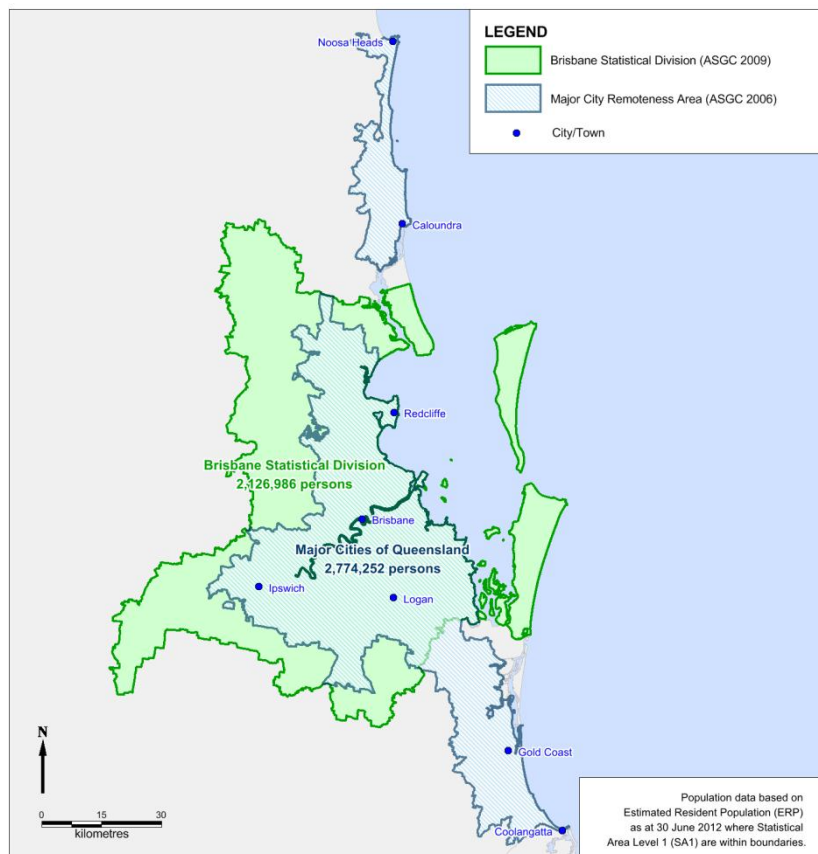 LEGEND
Brisbane Statistical Division (ASGC 2009)
Major City Remoteness Area (ASGC 2006)
City/Town
Noosa Heads
Caloundra
Redcliffe
Brisbane Statistical Division
2,126,986 persons
Brisbane
Major Cities of Queensland
2,774,252 persons
Ipswich
Logan
Gold Coast
Coolangatta
N
0 15 30
kilometres
Population data based on
Estimated Resident Population (ERP)
as at 30 June 2012 where Statistical
Area Level 1 (SA1) are within boundaries.